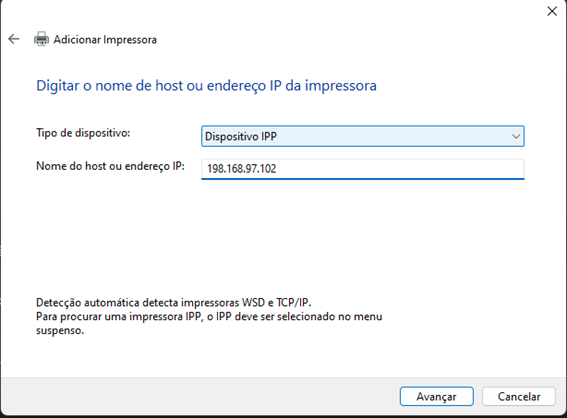 Adicionar Impressora
Digitar o nome de host ou endereço IP da impressora
Tipo de dispositivo:
Dispositivo IPP
Nome do host ou endereço IP:
198.168.97.102
Detecção automática detecta impressoras WSD e TCP/IP.
Para procurar uma impressora IPP, o IPP deve ser selecionado no menu
suspenso.
Avançar
Cancelar